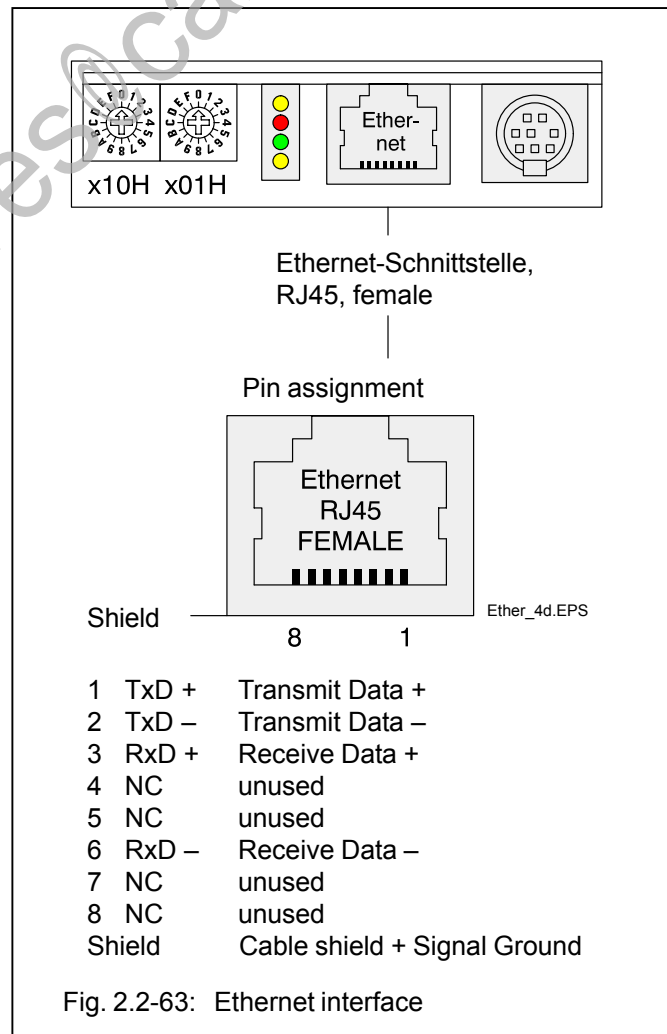 x10H x01H
Ether-
net
Ethernet-Schnittstelle,
RJ45, female
Pin assignment
Ethernet
RJ45
FEMALE
Shield
Ether_4d.EPS
8 1
1 TxD + Transmit Data +
2 TxD – Transmit Data –
3 RxD + Receive Data +
4 NC unused
5 NC unused
6 RxD – Receive Data –
7 NC unused
8 NC unused
Shield Cable shield + Signal Ground
Fig. 2.2-63: Ethernet interface